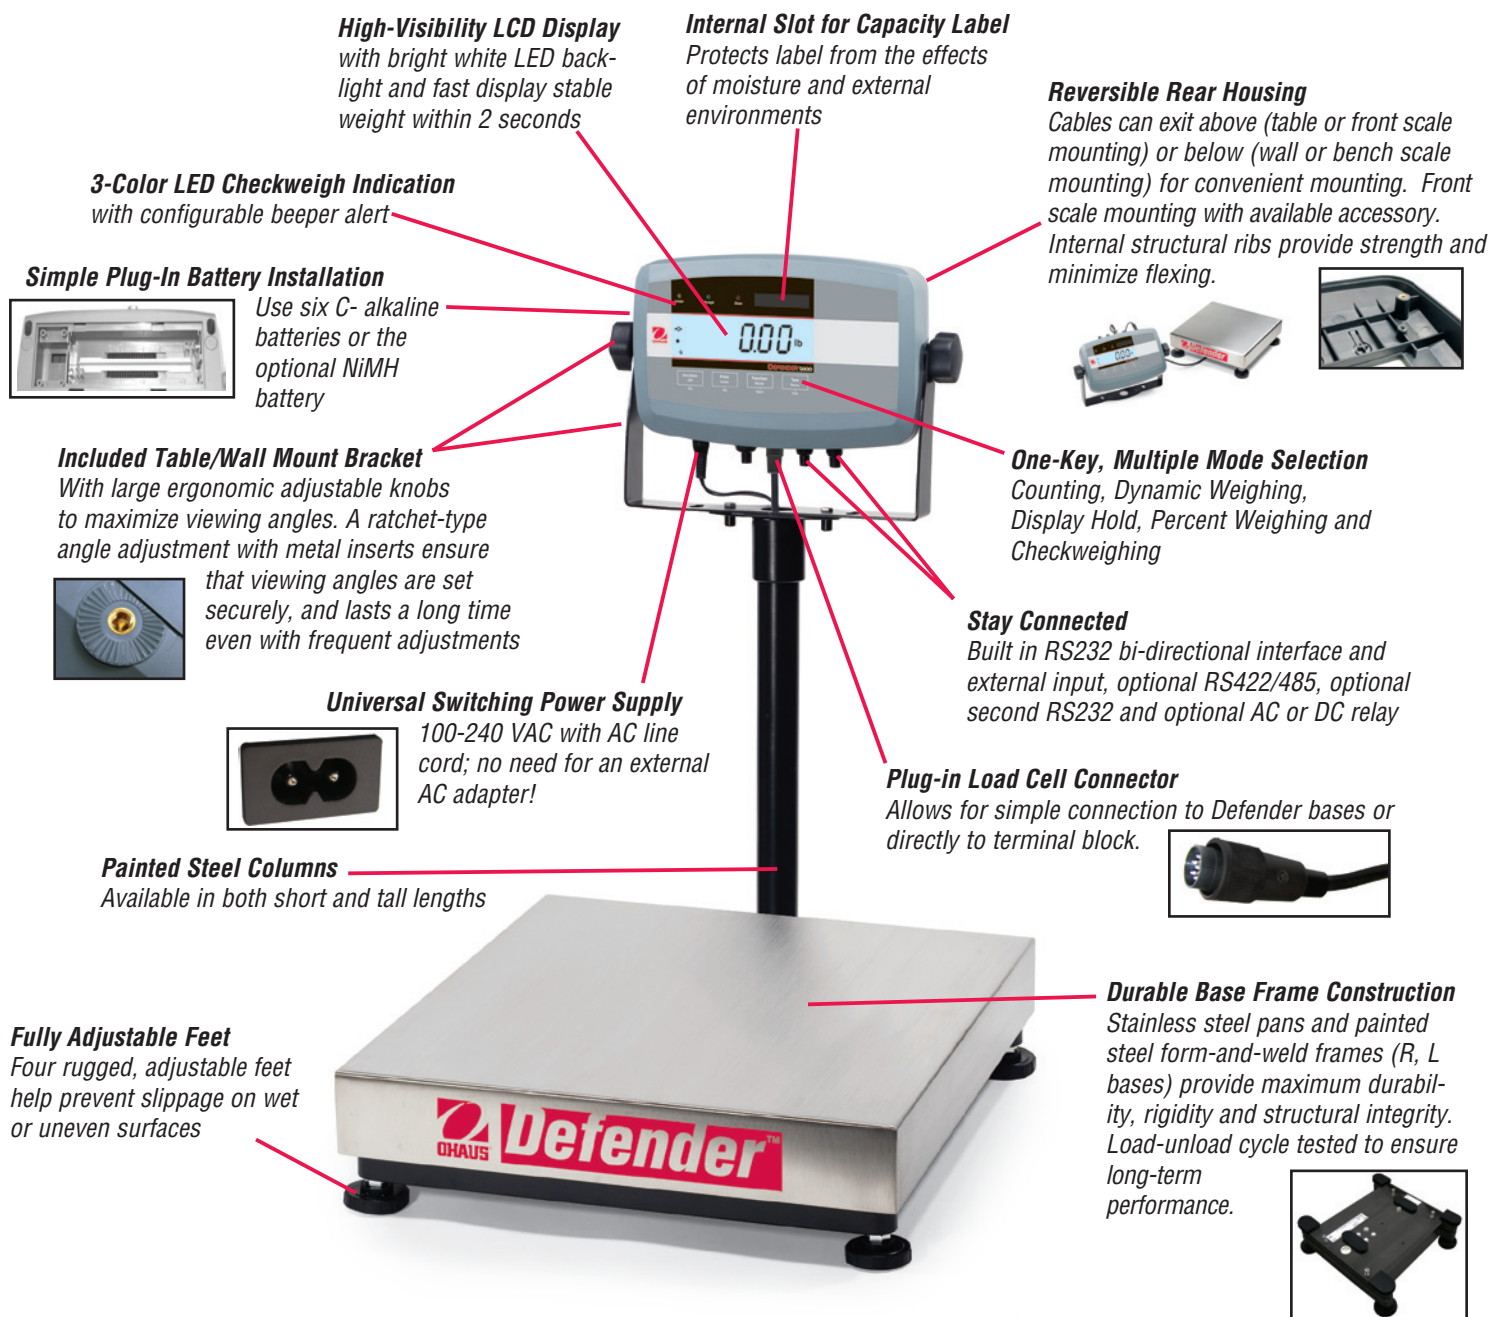 High-Visibility LCD Display
with bright white LED back-
light and fast display stable
weight within 2 seconds
Internal Slot for Capacity Label
Protects label from the effects
of moisture and external
environments
Reversible Rear Housing
Cables can exit above (table or front scale
mounting) or below (wall or bench scale
mounting) for convenient mounting. Front
scale mounting with available accessory.
Internal structural ribs provide strength and
minimize flexing.
3-Color LED Checkweigh Indication
with configurable beeper alert
Simple Plug-In Battery Installation
Use six C- alkaline
batteries or the
optional NiMH
battery
OHAUS
0.00 lb
DEFENDER 5000
Defender
Included Table/Wall Mount Bracket
With large ergonomic adjustable knobs
to maximize viewing angles. A ratchet-type
angle adjustment with metal inserts ensure
that viewing angles are set
securely, and lasts a long time
even with frequent adjustments
One-Key, Multiple Mode Selection
Counting, Dynamic Weighing,
Display Hold, Percent Weighing and
Checkweighing
Stay Connected
Built in RS232 bi-directional interface and
external input, optional RS422/485, optional
second RS232 and optional AC or DC relay
Universal Switching Power Supply
100-240 VAC with AC line
cord; no need for an external
AC adapter!
Plug-in Load Cell Connector
Allows for simple connection to Defender bases or
directly to terminal block.
Painted Steel Columns
Available in both short and tall lengths
Durable Base Frame Construction
Stainless steel pans and painted
steel form-and-weld frames (R, L
bases) provide maximum durabil-
ity, rigidity and structural integrity.
Load-unload cycle tested to ensure
long-term
performance.
Fully Adjustable Feet
Four rugged, adjustable feet
help prevent slippage on wet
or uneven surfaces
OHAUS Defender™